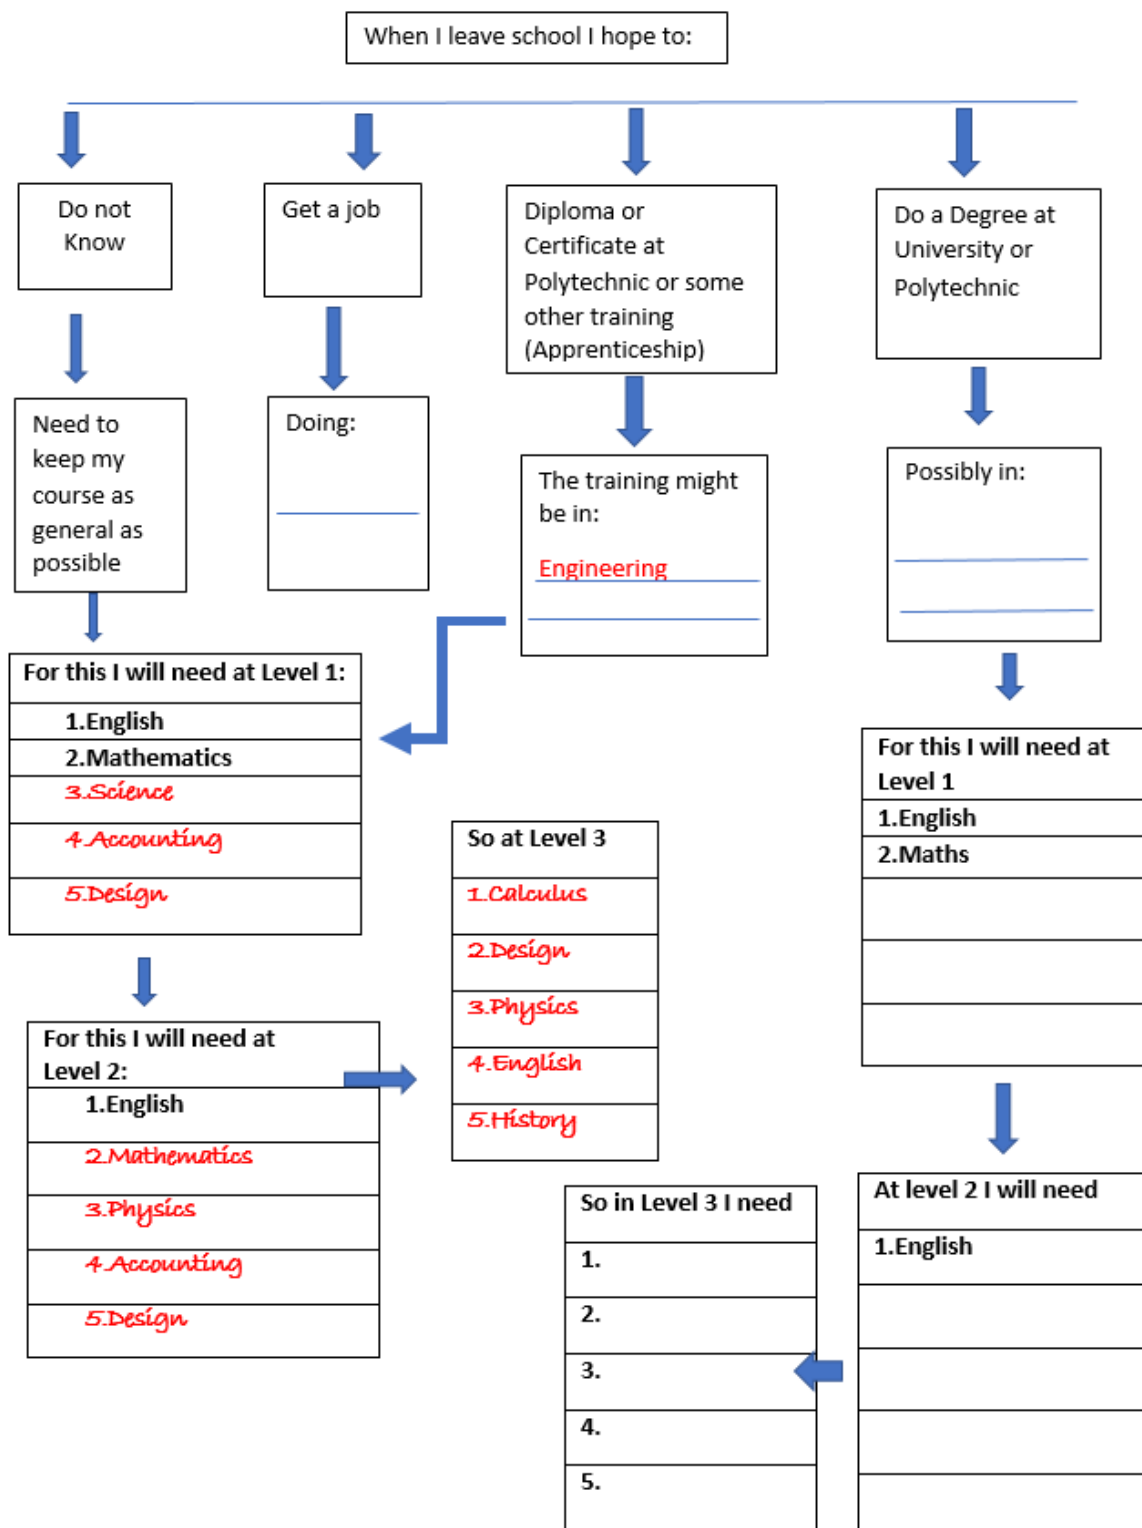 When I leave school I hope to:
Do not
Know
Get a job
Diploma or
Certificate at
Polytechnic or some
other training
(Apprenticeship)
Do a Degree at
University or
Polytechnic
Need to
keep my
course as
general as
possible
Doing:
The training might
be in:
Engineering
Possibly in:
For this I will need at Level 1:
1.English
2.Mathematics
3.Science
4.Accounting
5.Design
For this I will need at
Level 2:
1.English
2.Mathematics
3.Physics
4.Accounting
5.Design
So at Level 3
1.Calculus
2.Design
3.Physics
4.English
5.History
For this I will need at
Level 1
1.English
2.Maths
At level 2 I will need
1.English
So in Level 3 I need
1.
2.
3.
4.
5.